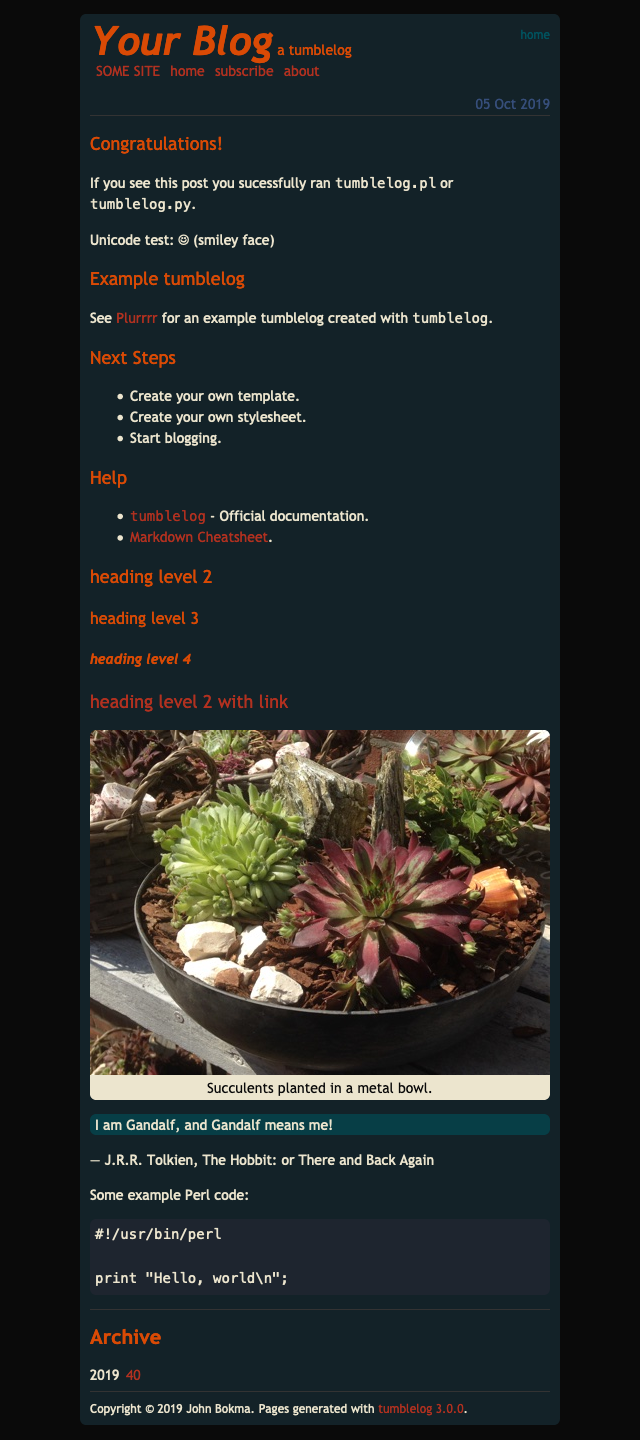 Your Blog a tumblelog
home
SOME SITE home subscribe about
05 Oct 2019
Congratulations!
If you see this post you sucessfully ran tumblelog.pl or
tumblelog.py.
Unicode test: ☺ (smiley face)
Example tumblelog
See Plurrrr for an example tumblelog created with tumblelog.
Next Steps
• Create your own template.
• Create your own stylesheet.
• Start blogging.
Help
• tumblelog - Official documentation.
• Markdown Cheatsheet.
heading level 2
heading level 3
heading level 4
heading level 2 with link
Succulents planted in a metal bowl.
I am Gandalf, and Gandalf means me!
— J.R.R. Tolkien, The Hobbit: or There and Back Again
Some example Perl code:
#!/usr/bin/perl
print "Hello, world\n";
Archive
2019 40
Copyright © 2019 John Bokma. Pages generated with tumblelog 3.0.0.